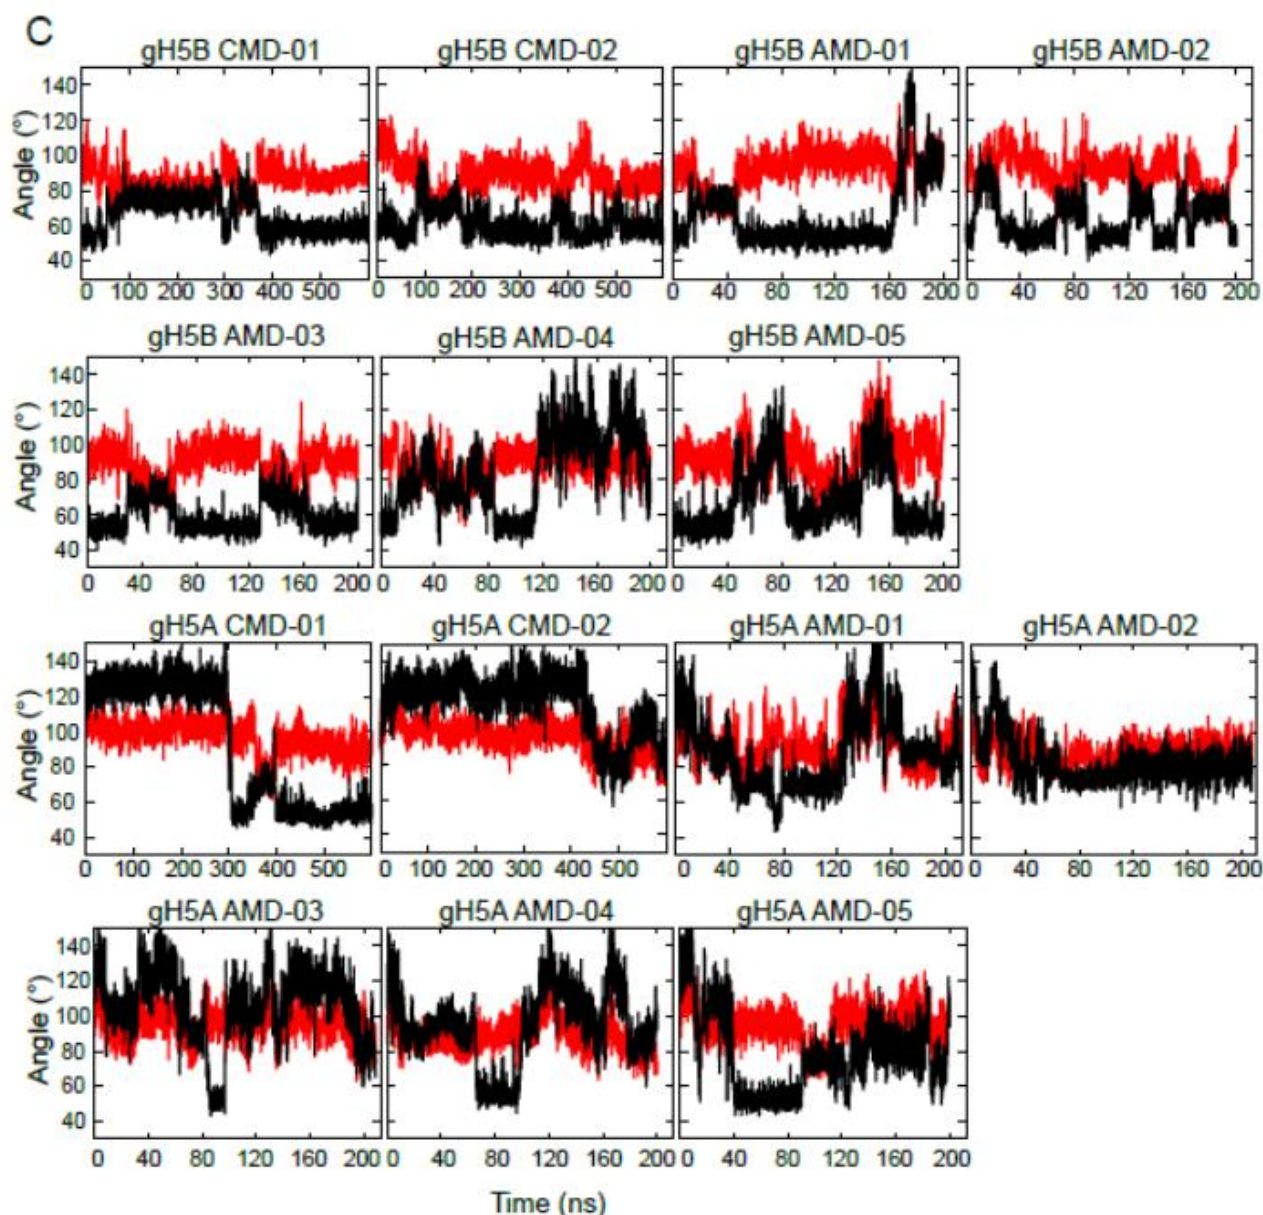 C
gH5B CMD-01 gH5B CMD-02 gH5B AMD-01 gH5B AMD-02
Angle (°)
140
120
100
80
60
40
0 100 200 300 400 500 0 100 200 300 400 500 0 40 80 120 160 200 0 40 80 120 160 200
gH5B AMD-03 gH5B AMD-04 gH5B AMD-05
Angle (°)
140
120
100
80
60
40
0 40 80 120 160 200 0 40 80 120 160 200 0 40 80 120 160 200
gH5A CMD-01 gH5A CMD-02 gH5A AMD-01 gH5A AMD-02
Angle (°)
140
120
100
80
60
40
0 100 200 300 400 500 0 100 200 300 400 500 0 40 80 120 160 200 0 40 80 120 160 200
gH5A AMD-03 gH5A AMD-04 gH5A AMD-05
Angle (°)
140
120
100
80
60
40
0 40 80 120 160 200 0 40 80 120 160 200 0 40 80 120 160 200
Time (ns)